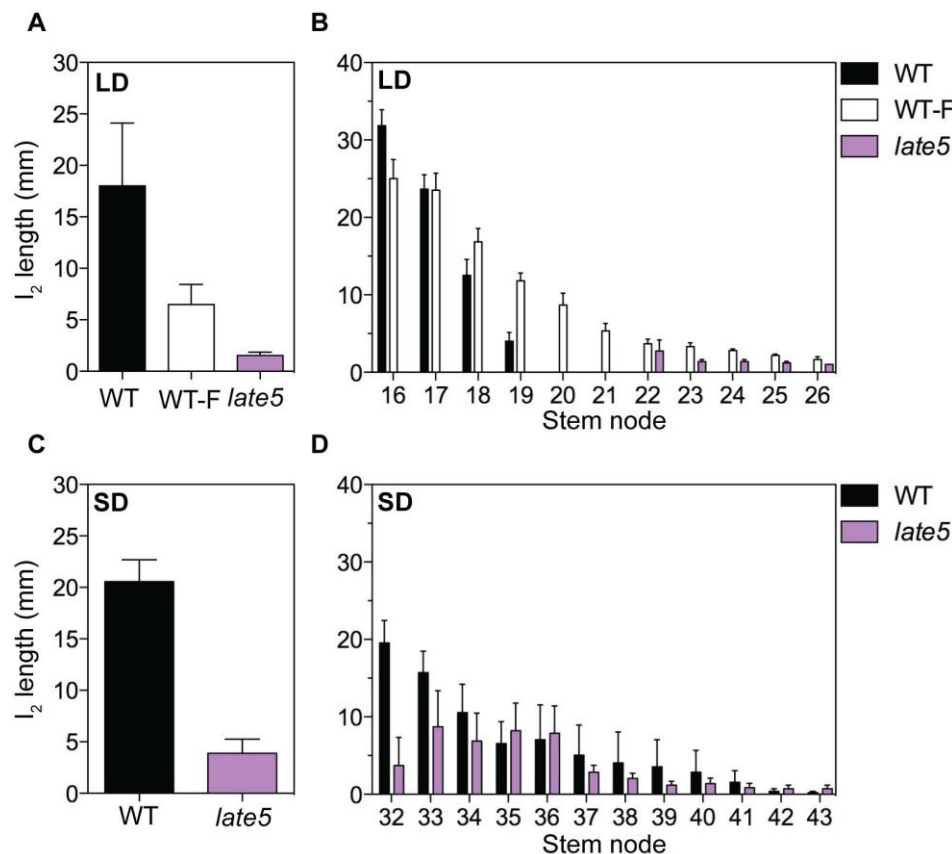 A
LD
I₂ length (mm)
30
25
20
15
10
5
0
WT WT-F late5
B
LD
40
30
20
10
0
16 17 18 19 20 21 22 23 24 25 26
Stem node
WT
WT-F
late5
C
SD
I₂ length (mm)
30
25
20
15
10
5
0
WT late5
D
SD
40
30
20
10
0
32 33 34 35 36 37 38 39 40 41 42 43
Stem node
WT
late5